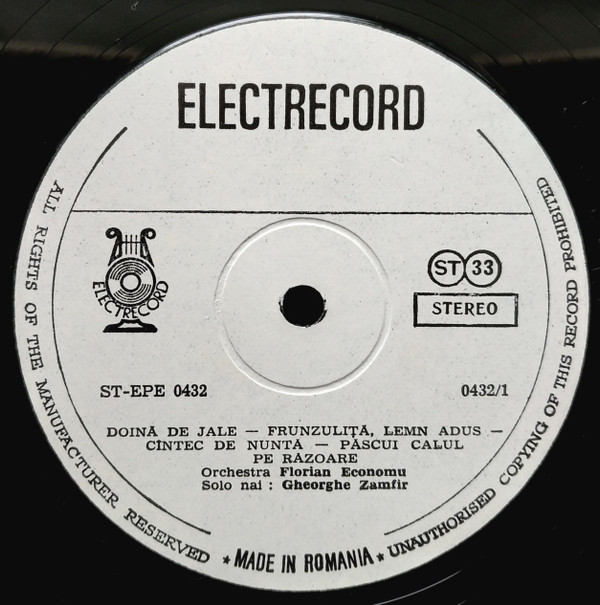 ELECTRECORD
ELECTRECORD
ST 33
STEREO
ST-EPE 0432
0432/1
DOINĂ DE JALE — FRUNZULIȚĂ, LEMN ADUS —
CÎNTEC DE NUNTĂ — PĂSCUI CALUL
PE RĂZOARE
Orchestra Florian Economu
Solo nai : Gheorghe Zamfir
ALL RIGHTS OF THE MANUFACTURER RESERVED ★ MADE IN ROMANIA ★ UNAUTHORISED COPYING OF THIS RECORD PROHIBITED